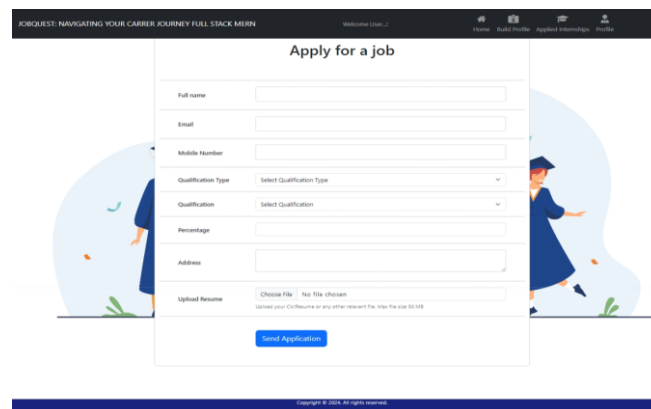 JOBQUEST: NAVIGATING YOUR CARRER JOURNEY FULL STACK MERN
Welcome User..!
Home Build Profile Applied Internships Profile
Apply for a job
Full name
Email
Mobile Number
Qualification Type Select Qualification Type
Qualification Select Qualification
Percentage
Address
Upload Resume Choose File No file chosen
Upload your CV/Resume or any other relevant file. Max file size 50 MB
Send Application
Copyright © 2024. All rights reserved.